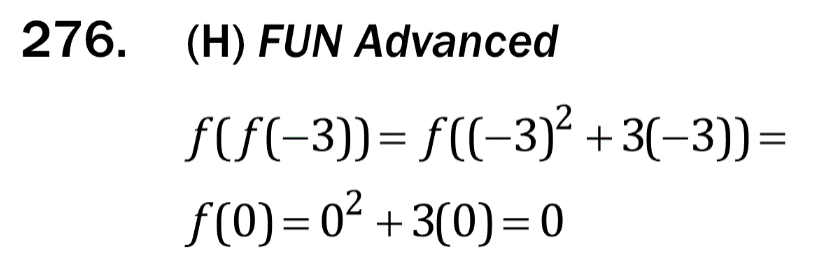 276. (H) FUN Advanced
f(f(−3)) = f((−3)² + 3(−3)) =
f(0) = 0² + 3(0) = 0